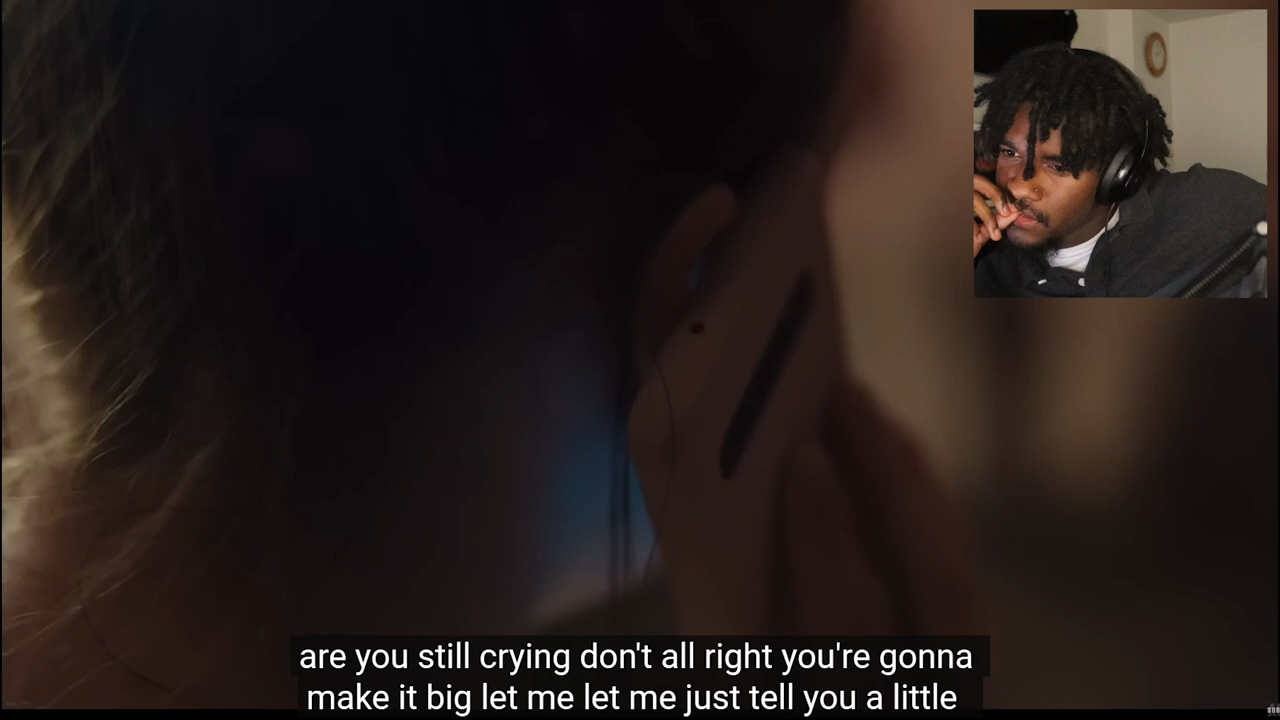 are you still crying don't all right you're gonna
make it big let me let me just tell you a little